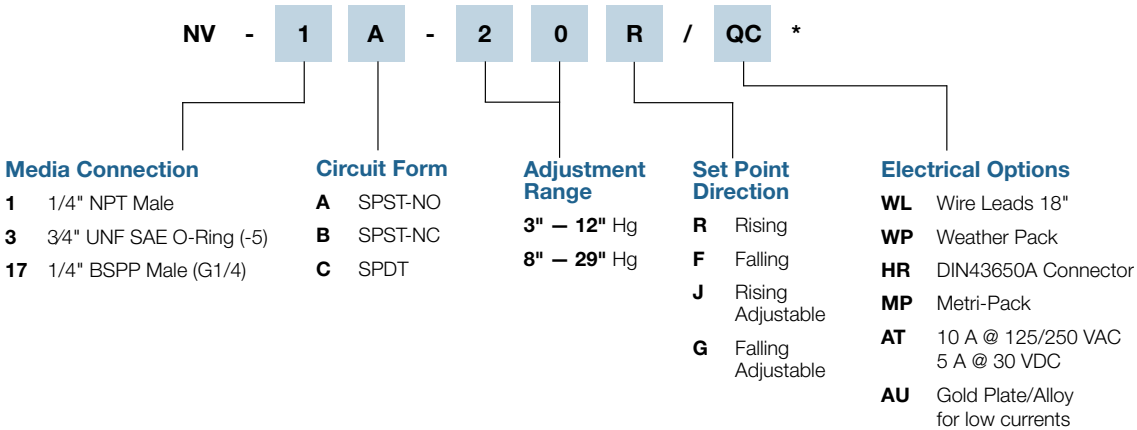 NV - 1 A - 2 0 R / QC *
Media Connection
1 1/4" NPT Male
3 3⁄4" UNF SAE O-Ring (-5)
17 1/4" BSPP Male (G1/4)
Circuit Form
A SPST-NO
B SPST-NC
C SPDT
Adjustment
Range
3" — 12" Hg
8" — 29" Hg
Set Point
Direction
R Rising
F Falling
J Rising
Adjustable
G Falling
Adjustable
Electrical Options
WL Wire Leads 18"
WP Weather Pack
HR DIN43650A Connector
MP Metri-Pack
AT 10 A @ 125/250 VAC
5 A @ 30 VDC
AU Gold Plate/Alloy
for low currents